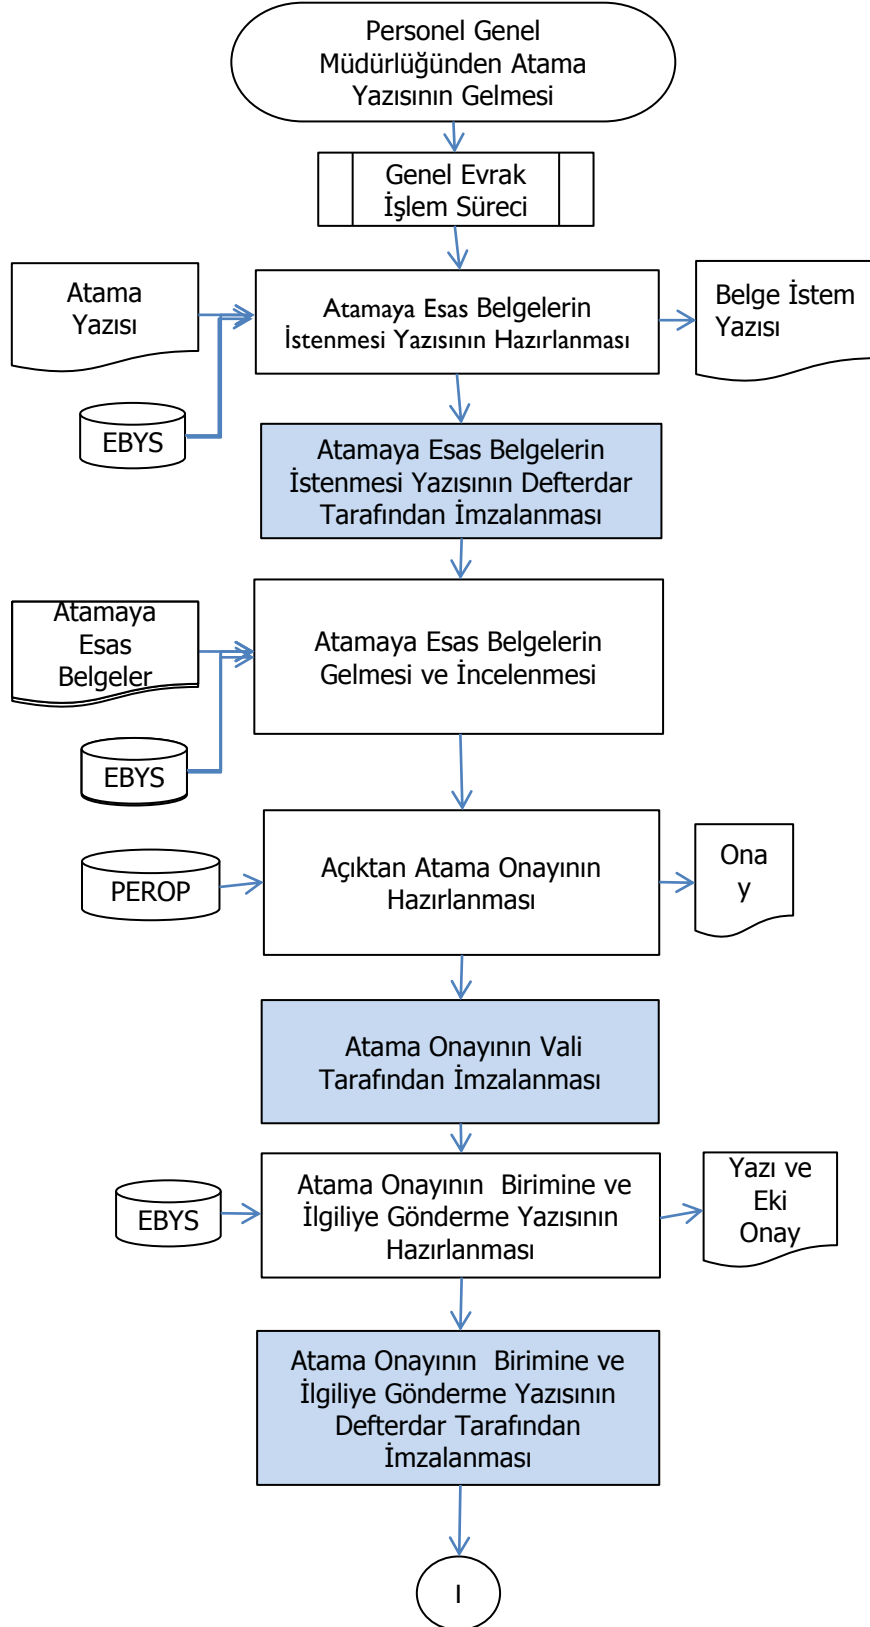 Personel Genel
Müdürlüğünden Atama
Yazısının Gelmesi
Genel Evrak
İşlem Süreci
Atama
Yazısı
Atamaya Esas Belgelerin
İstenmesi Yazısının Hazırlanması
Belge İstem
Yazısı
EBYS
Atamaya Esas Belgelerin
İstenmesi Yazısının Defterdar
Tarafından İmzalanması
Atamaya
Esas
Belgeler
Atamaya Esas Belgelerin
Gelmesi ve İncelenmesi
EBYS
PEROP
Açıktan Atama Onayının
Hazırlanması
Ona
y
Atama Onayının Vali
Tarafından İmzalanması
EBYS
Atama Onayının  Birimine ve
İlgiliye Gönderme Yazısının
Hazırlanması
Yazı ve
Eki
Onay
Atama Onayının  Birimine ve
İlgiliye Gönderme Yazısının
Defterdar Tarafından
İmzalanması
I